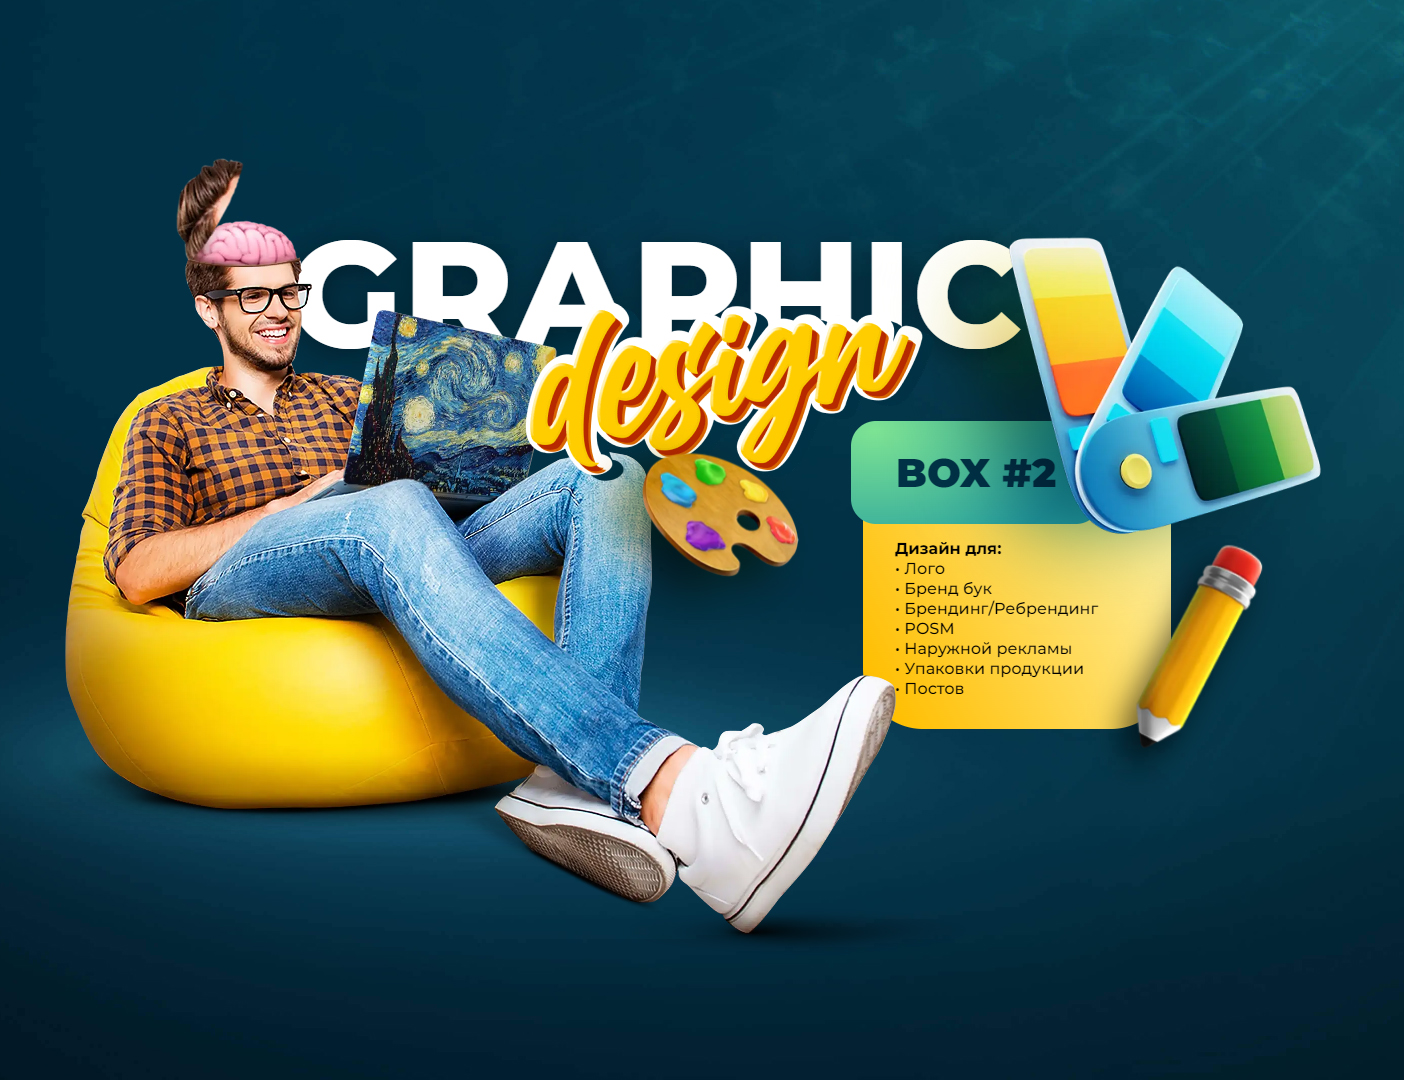 GRAPHIC
design
BOX #2
Дизайн для:
• Лого
• Бренд бук
• Брендинг/Ребрендинг
• POSM
• Наружной рекламы
• Упаковки продукции
• Постов